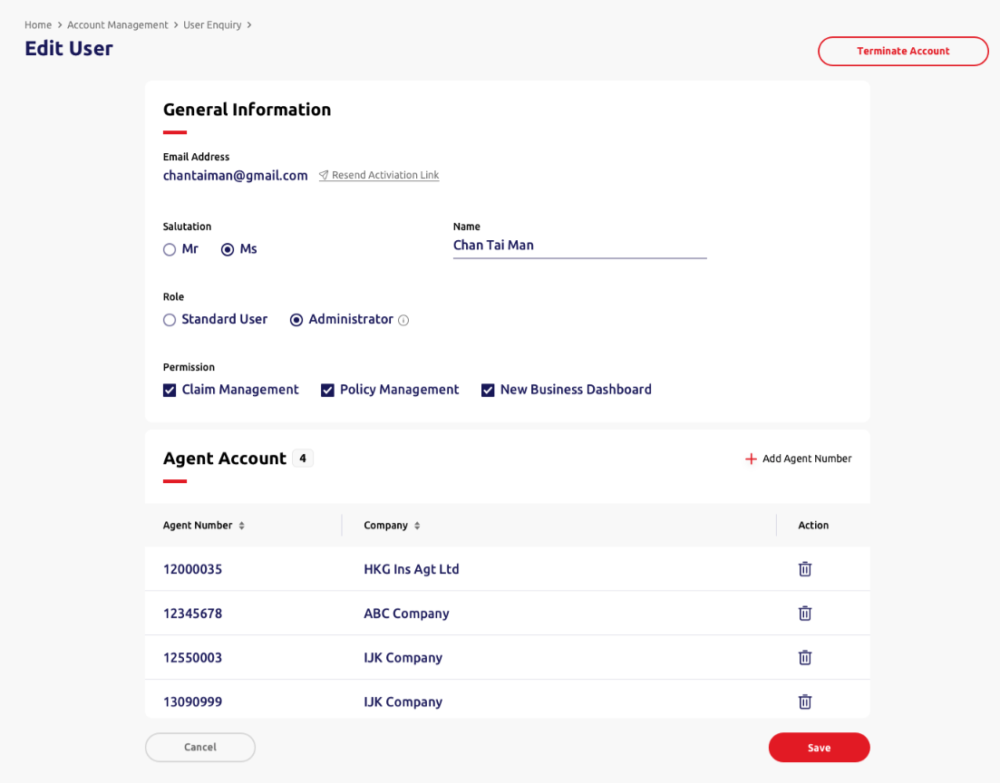 Home > Account Management > User Enquiry >
Edit User
Terminate Account
General Information
Email Address
chantaiman@gmail.com Resend Activiation Link
Salutation Name
Mr Ms Chan Tai Man
Role
Standard User Administrator
Permission
Claim Management Policy Management New Business Dashboard
Agent Account 4 Add Agent Number
Agent Number Company Action
12000035 HKG Ins Agt Ltd
12345678 ABC Company
12550003 IJK Company
13090999 IJK Company
Cancel Save